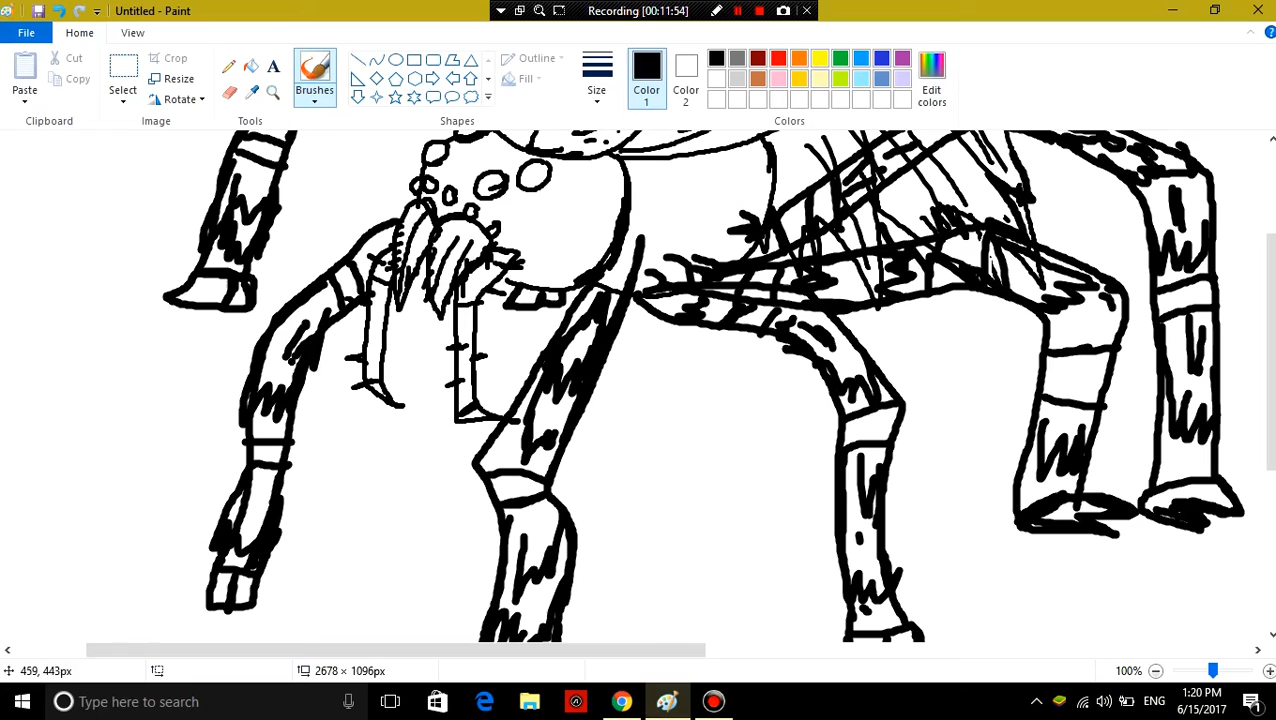 Untitled - Paint
Recording [00:11:54]
File
Home
View
Paste
Cut
Copy
Clipboard
Select
Crop
Resize
Rotate
Image
A
Tools
Brushes
Outline
Fill
Shapes
Size
Color 1
Color 2
Edit colors
Colors
459, 443px
2678 × 1096px
100%
Type here to search
ENG
1:20 PM
6/15/2017